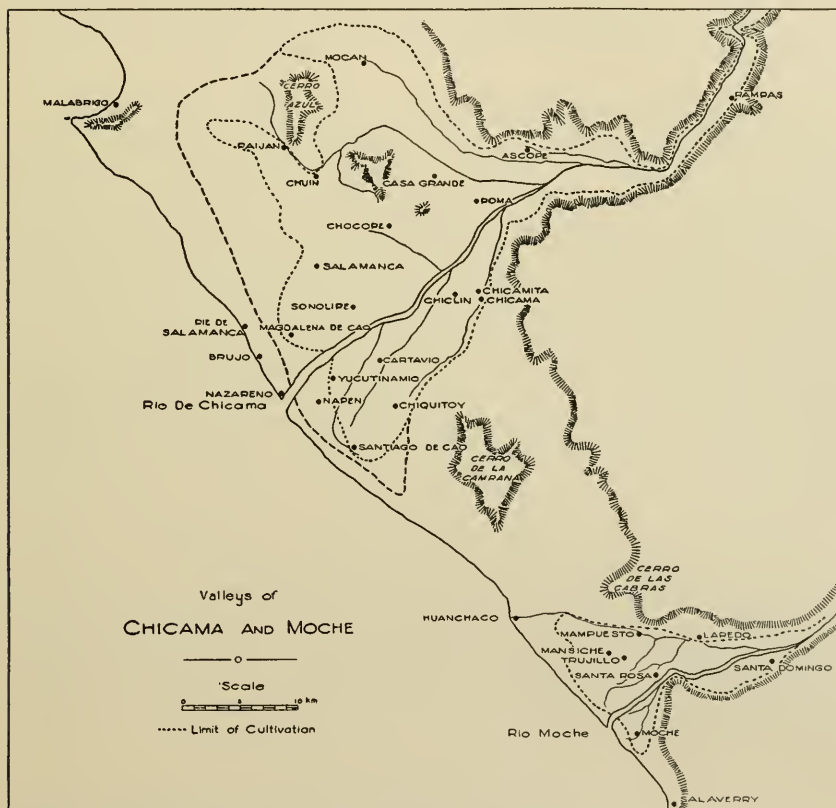 MOCAN
CERRO
AZUL
MALABRIGO
PAMPAS
PAIJAN
ASCOPE
CHUIN
CASA GRANDE
ROMA
CHOCOPE
SALAMANCA
CHICAMITA
CHICLIN
CHICAMA
SONOLIPE
PIE DE
SALAMANCA
MAGDALENA DE CAO
BRUJO
CARTAVIO
YUCUTINAMIO
NAZARENO
NAPEN
CHIQUITOY
Rio De Chicama
SANTIAGO DE CAO
CERRO
DE LA
CAMPANA
CERRO
DE LAS
CABRAS
Valleys of
CHICAMA AND MOCHE
Scale
0 5 10 km
Limit of Cultivation
HUANCHACO
MAMPUESTO
LAREDO
MANSICHE
TRUJILLO
SANTA DOMINGO
SANTA ROSA
Rio Moche
MOCHE
SALAVERRY